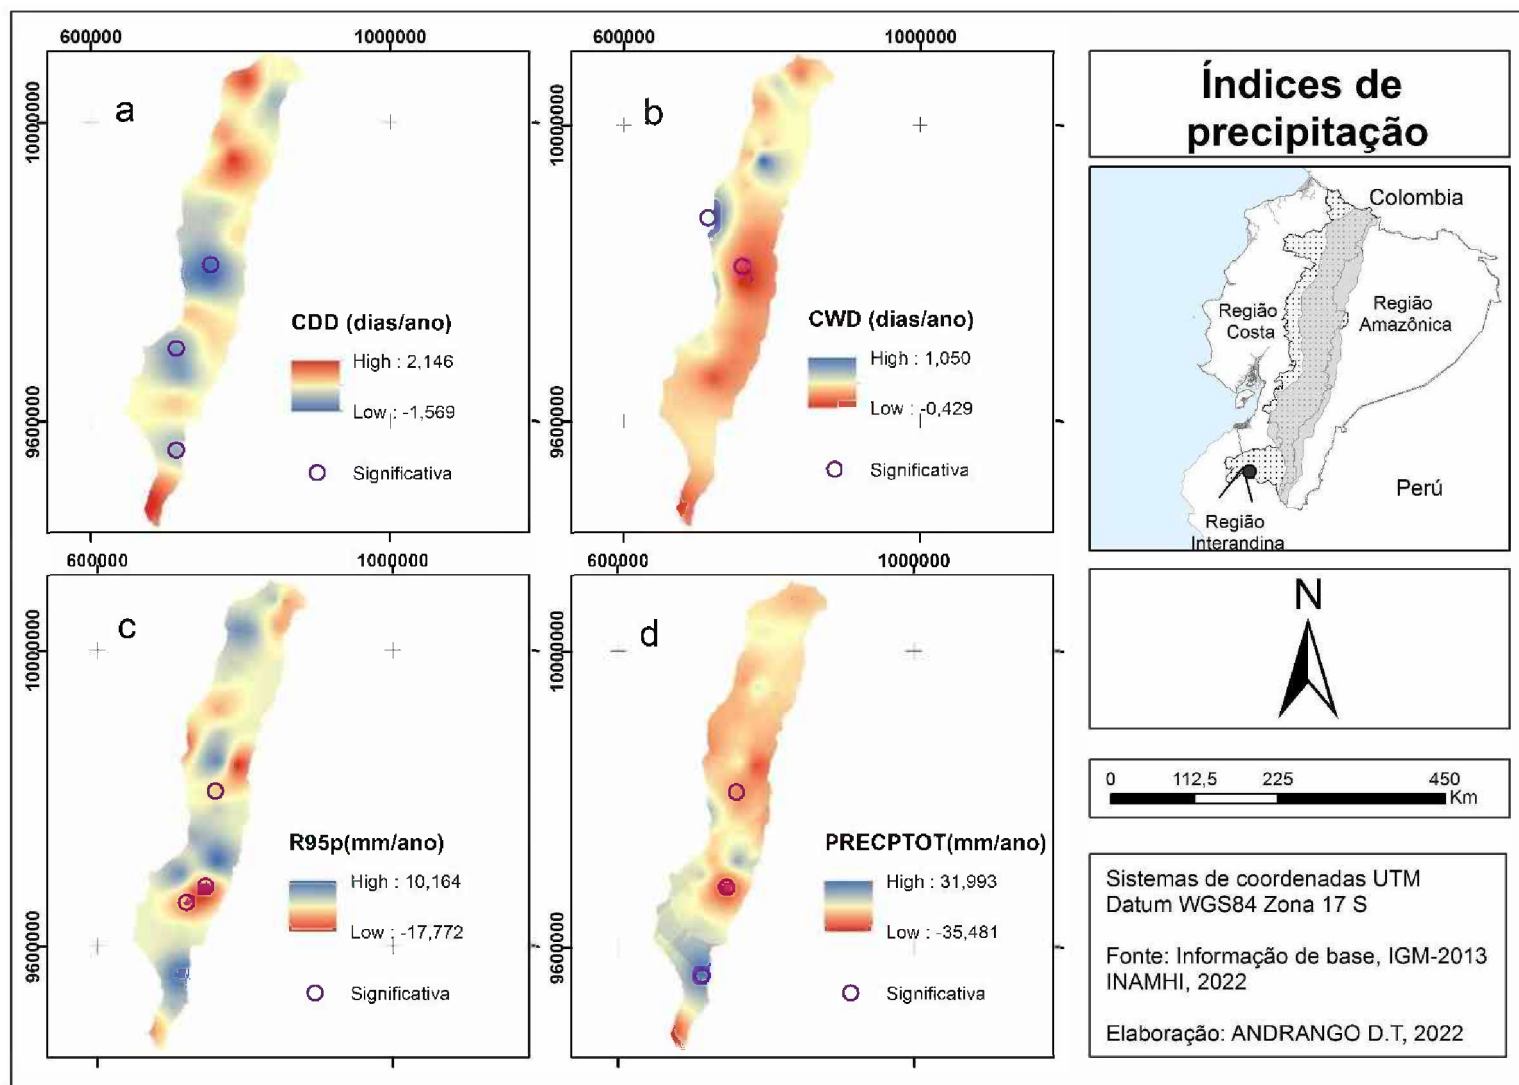 600000
1000000
10000000
9600000
a
CDD (dias/ano)
High : 2,146
Low : -1,569
Significativa
600000
1000000
10000000
9600000
b
CWD (dias/ano)
High : 1,050
Low : -0,429
Significativa
600000
1000000
10000000
9600000
c
R95p(mm/ano)
High : 10,164
Low : -17,772
Significativa
600000
1000000
10000000
9600000
d
PRECPTOT(mm/ano)
High : 31,993
Low : -35,481
Significativa
Índices de
precipitação
Colombia
Região
Costa
Região
Amazônica
Perú
Região
Interandina
N
0 112,5 225 450
Km
Sistemas de coordenadas UTM
Datum WGS84 Zona 17 S
Fonte: Informação de base, IGM-2013
INAMHI, 2022
Elaboração: ANDRANGO D.T, 2022